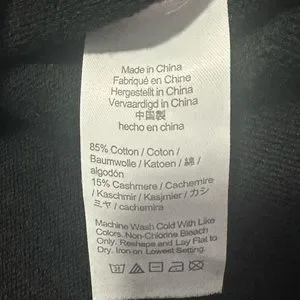 Made in China
Fabriqué en Chine
Hergestellt in China
Vervaardigd in China
中国製
hecho en china
85% Cotton / Coton /
Baumwolle / Katoen / 綿 /
algodón
15% Cashmere / Cachemire
/ Kaschmir / Kasjmier / カシ
ミヤ / cachemira
Machine Wash Cold With Like
Colors. Non-Chlorine Bleach
Only. Reshape and Lay Flat to
Dry. Iron on Lowest Setting.